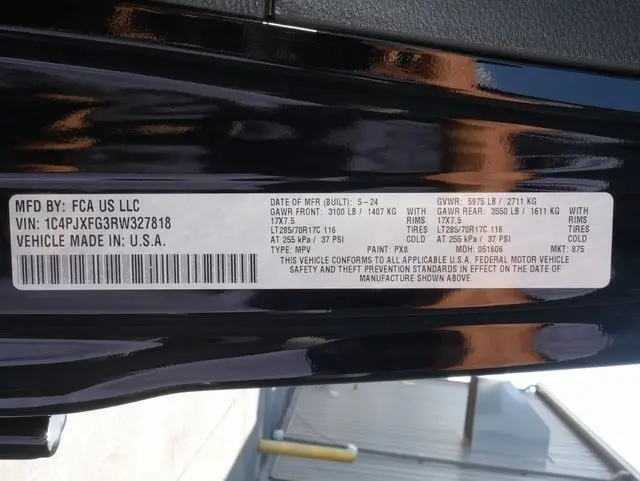 MFD BY: FCA US LLC
VIN: 1C4PJXFG3RW327818
VEHICLE MADE IN U.S.A.
DATE OF MFR (BUILT): 5-24 GVWR: 5975 LB / 2711 KG
GAWR FRONT: 3100 LB / 1407 KG WITH GAWR REAR: 3550 LB / 1611 KG WITH
17X7.5 RIMS 17X7.5 RIMS
LT285/70R17C 116 TIRES LT285/70R17C 116 TIRES
AT 255 kPa / 37 PSI COLD AT 255 kPa / 37 PSI COLD
TYPE: MPV PAINT: PX8 MDH: 051606 MKT: 875
THIS VEHICLE CONFORMS TO ALL APPLICABLE U.S.A. FEDERAL MOTOR VEHICLE
SAFETY AND THEFT PREVENTION STANDARDS IN EFFECT ON THE DATE OF
MANUFACTURE SHOWN ABOVE.